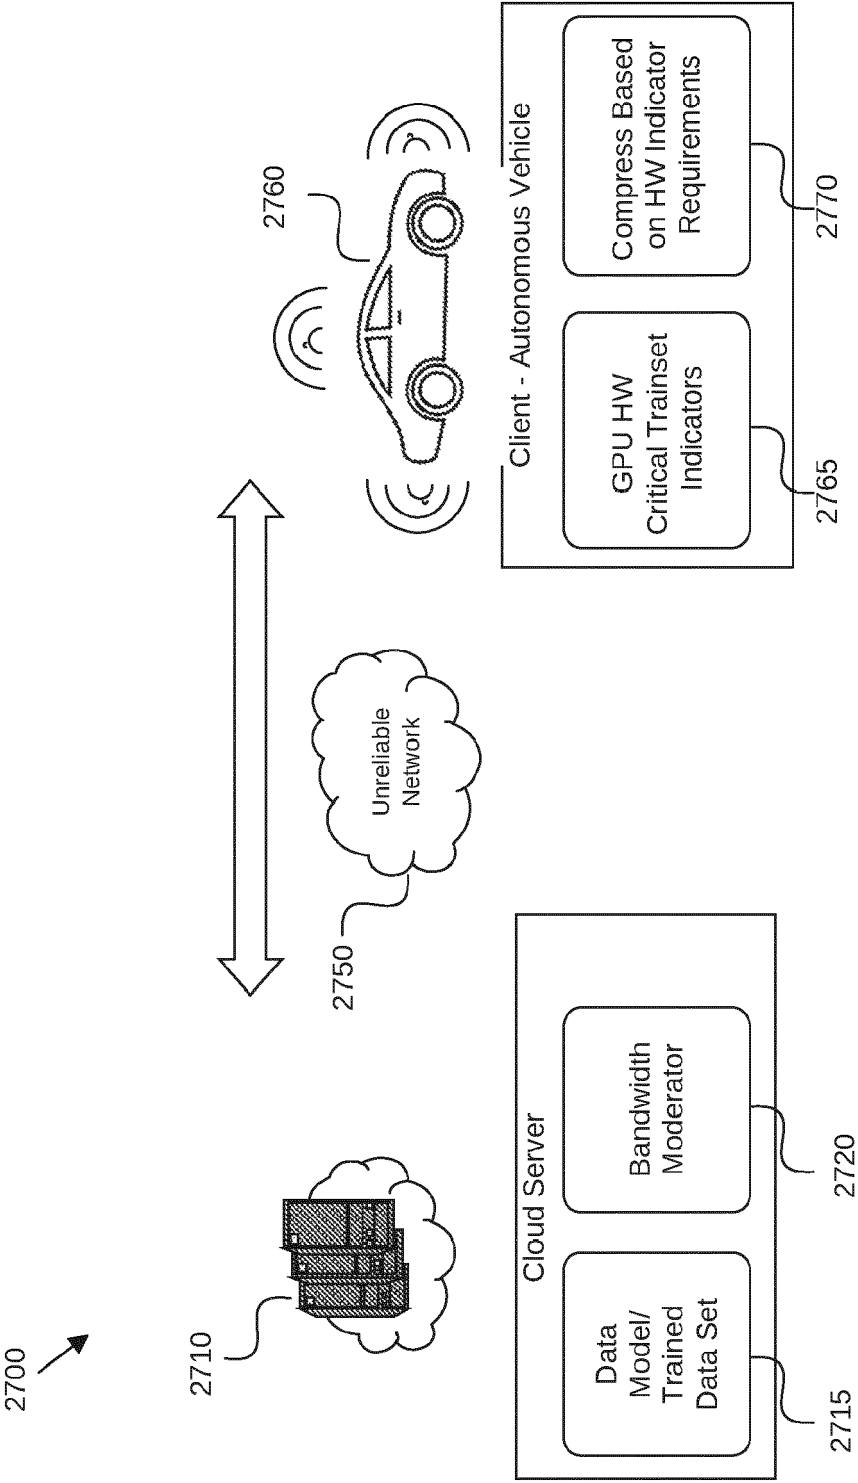 2700
2710
2750
2760
Unreliable
Network
Cloud Server
Data
Model/
Trained
Data Set
2715
Bandwidth
Moderator
2720
Client - Autonomous Vehicle
GPU HW
Critical Trainset
Indicators
2765
Compress Based
on HW Indicator
Requirements
2770